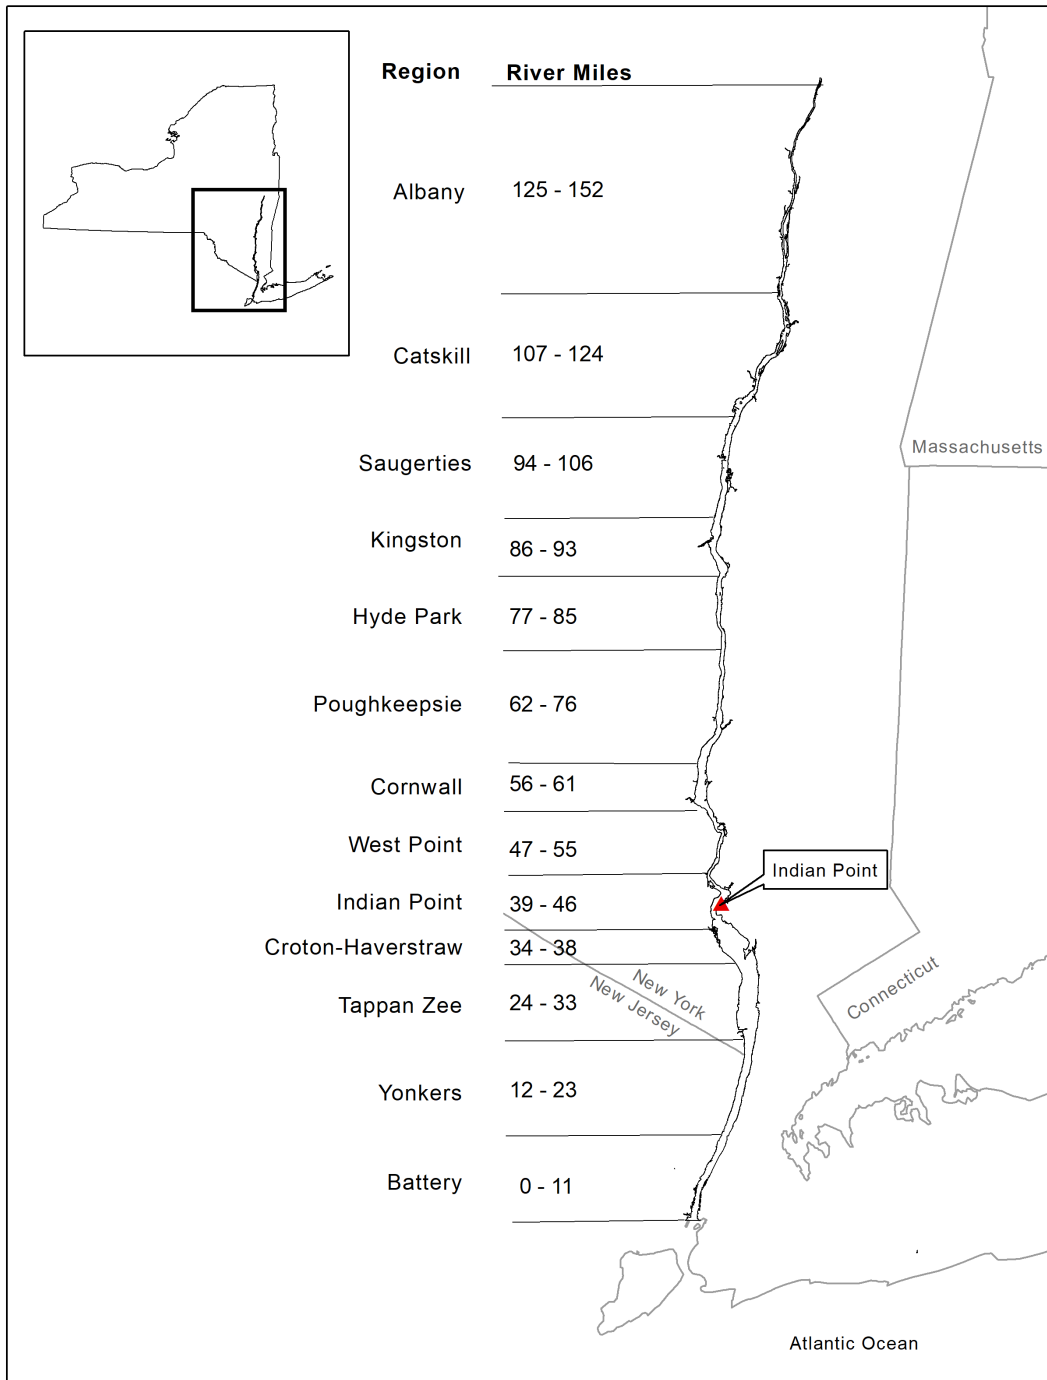 Region River Miles
Albany 125 - 152
Catskill 107 - 124
Massachusetts
Saugerties 94 - 106
Kingston 86 - 93
Hyde Park 77 - 85
Poughkeepsie 62 - 76
Cornwall 56 - 61
West Point 47 - 55
Indian Point
Indian Point 39 - 46
Croton-Haverstraw 34 - 38
New York
New Jersey
Connecticut
Tappan Zee 24 - 33
Yonkers 12 - 23
Battery 0 - 11
Atlantic Ocean